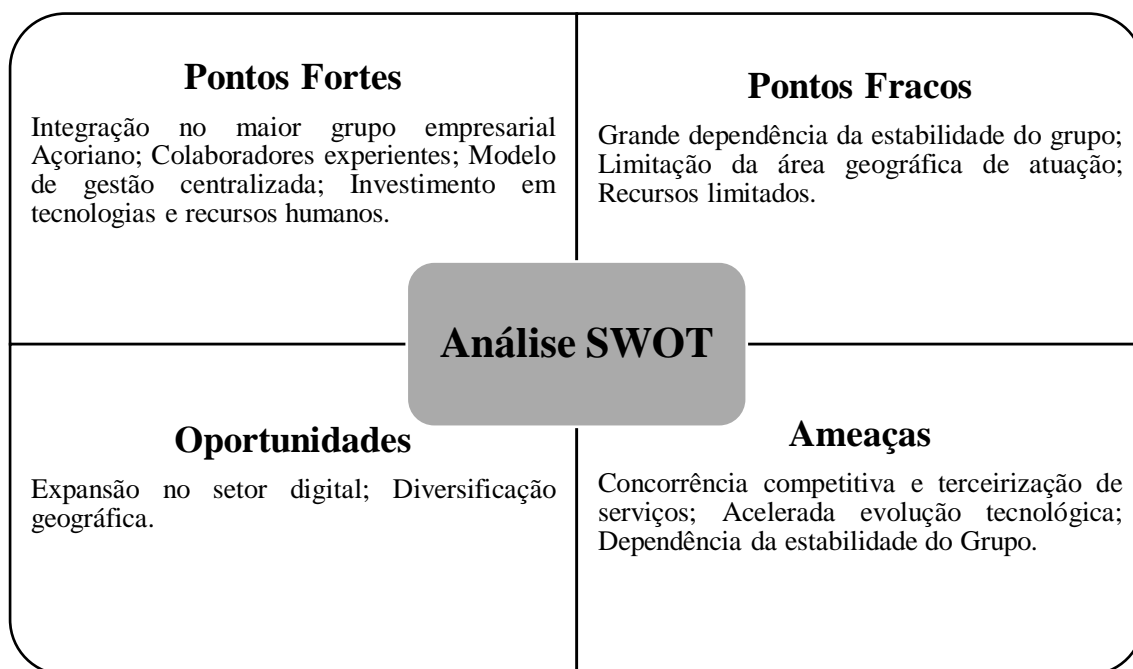 Pontos Fortes
Integração no maior grupo empresarial
Açoriano; Colaboradores experientes; Modelo
de gestão centralizada; Investimento em
tecnologias e recursos humanos.
Pontos Fracos
Grande dependência da estabilidade do grupo;
Limitação da área geográfica de atuação;
Recursos limitados.
Análise SWOT
Oportunidades
Expansão no setor digital; Diversificação
geográfica.
Ameaças
Concorrência competitiva e terceirização de
serviços; Acelerada evolução tecnológica;
Dependência da estabilidade do Grupo.